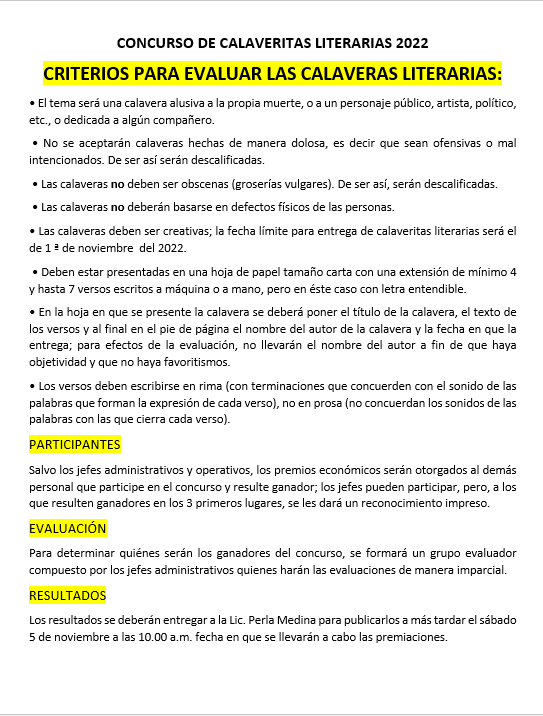 CONCURSO DE CALAVERITAS LITERARIAS 2022
CRITERIOS PARA EVALUAR LAS CALAVERAS LITERARIAS:
• El tema será una calavera alusiva a la propia muerte, o a un personaje público, artista, político,
etc., o dedicada a algún compañero.
• No se aceptarán calaveras hechas de manera dolosa, es decir que sean ofensivas o mal
intencionados. De ser así serán descalificadas.
• Las calaveras no deben ser obscenas (groserías vulgares). De ser así, serán descalificadas.
• Las calaveras no deberán basarse en defectos físicos de las personas.
• Las calaveras deben ser creativas; la fecha límite para entrega de calaveritas literarias será el
de 1 ª de noviembre del 2022.
• Deben estar presentadas en una hoja de papel tamaño carta con una extensión de mínimo 4
y hasta 7 versos escritos a máquina o a mano, pero en éste caso con letra entendible.
• En la hoja en que se presente la calavera se deberá poner el título de la calavera, el texto de
los versos y al final en el pie de página el nombre del autor de la calavera y la fecha en que la
entrega; para efectos de la evaluación, no llevarán el nombre del autor a fin de que haya
objetividad y que no haya favoritismos.
• Los versos deben escribirse en rima (con terminaciones que concuerden con el sonido de las
palabras que forman la expresión de cada verso), no en prosa (no concuerdan los sonidos de las
palabras con las que cierra cada verso).
PARTICIPANTES
Salvo los jefes administrativos y operativos, los premios económicos serán otorgados al demás
personal que participe en el concurso y resulte ganador; los jefes pueden participar, pero, a los
que resulten ganadores en los 3 primeros lugares, se les dará un reconocimiento impreso.
EVALUACIÓN
Para determinar quiénes serán los ganadores del concurso, se formará un grupo evaluador
compuesto por los jefes administrativos quienes harán las evaluaciones de manera imparcial.
RESULTADOS
Los resultados se deberán entregar a la Lic. Perla Medina para publicarlos a más tardar el sábado
5 de noviembre a las 10.00 a.m. fecha en que se llevarán a cabo las premiaciones.